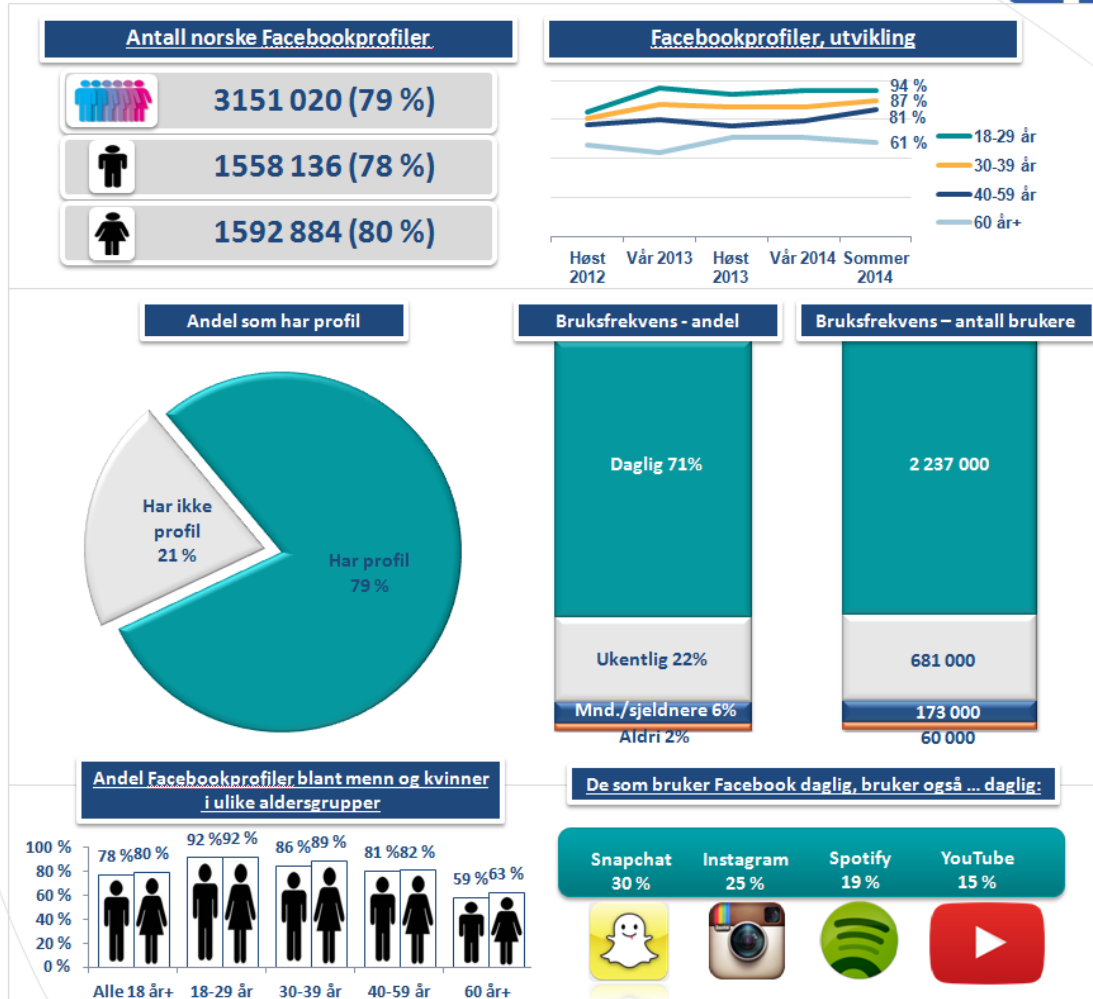 Antall norske Facebookprofiler
3151 020 (79 %)
1558 136 (78 %)
1592 884 (80 %)
Facebookprofiler, utvikling
94 %
87 %
81 %
61 %
18-29 år
30-39 år
40-59 år
60 år+
Høst 2012
Vår 2013
Høst 2013
Vår 2014
Sommer 2014
Andel som har profil
Har ikke
profil
21 %
Har profil
79 %
Bruksfrekvens - andel
Daglig 71%
Ukentlig 22%
Mnd./sjeldnere 6%
Aldri 2%
Bruksfrekvens – antall brukere
2 237 000
681 000
173 000
60 000
Andel Facebookprofiler blant menn og kvinner
i ulike aldersgrupper
100 %
80 %
60 %
40 %
20 %
0 %
78 % 80 %
92 % 92 %
86 % 89 %
81 % 82 %
59 % 63 %
Alle 18 år+ 18-29 år 30-39 år 40-59 år 60 år+
De som bruker Facebook daglig, bruker også ... daglig:
Snapchat
30 %
Instagram
25 %
Spotify
19 %
YouTube
15 %